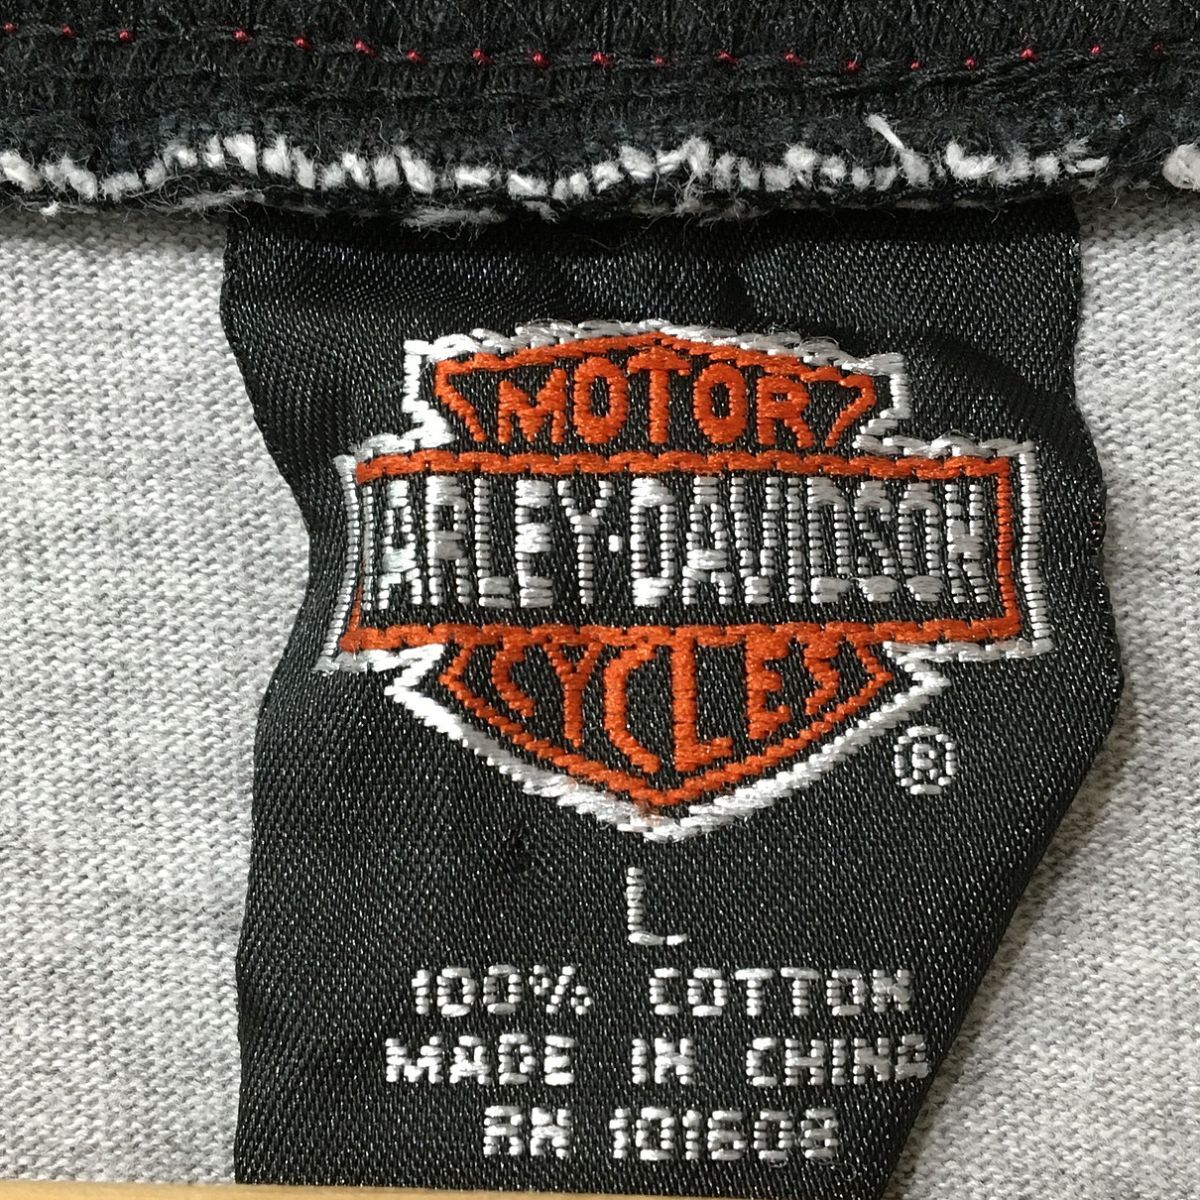 MOTOR
HARLEY-DAVIDSON
CYCLES
®
L
100% COTTON
MADE IN CHINA
RN 101608